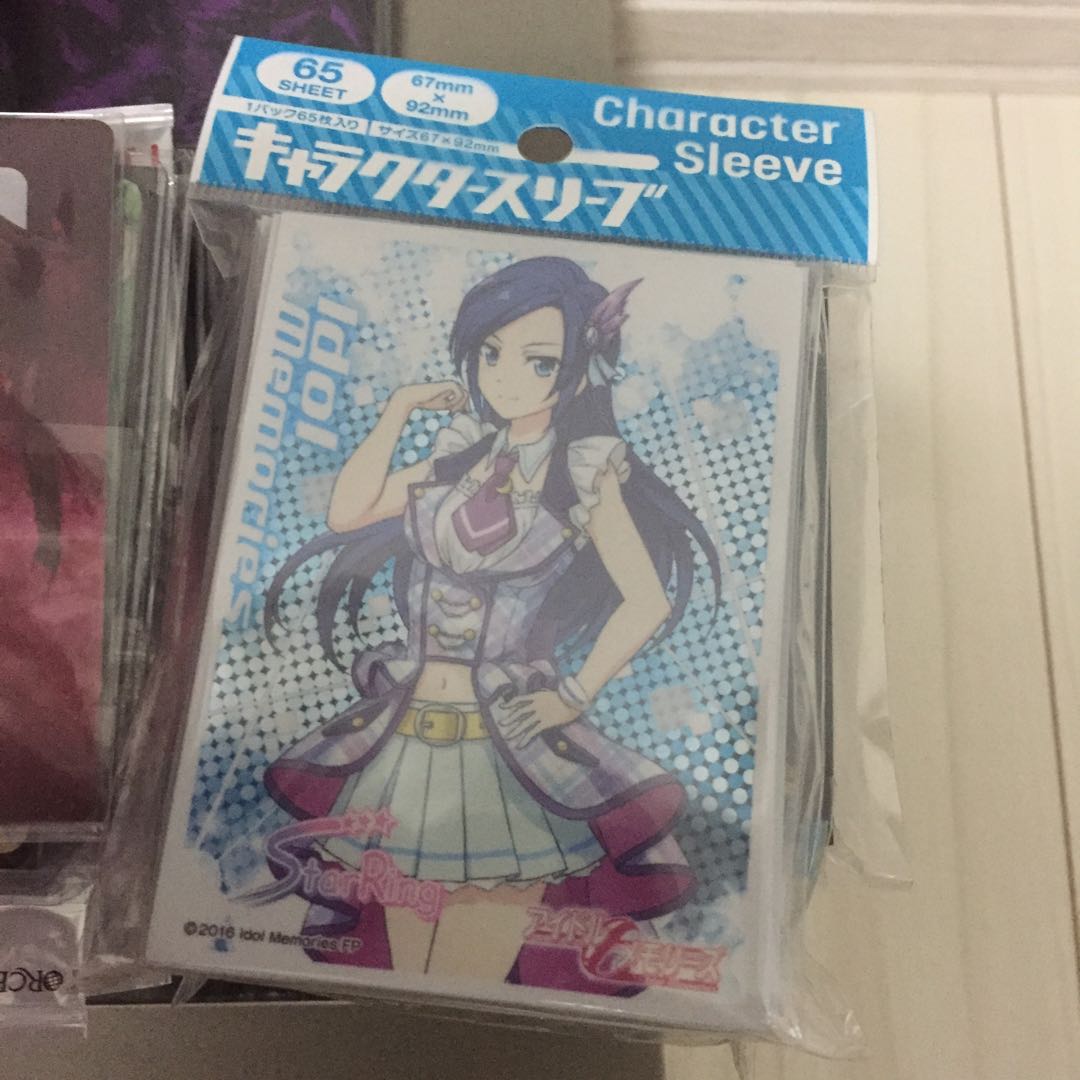 65
SHEET
67mm
×
92mm
Character
Sleeve
1パック65枚入り
サイズ67×92mm
キャラクタースリーブ
Idol
Memories
StarRing
©2016 Idol Memories FP
アイドルメモリーズ